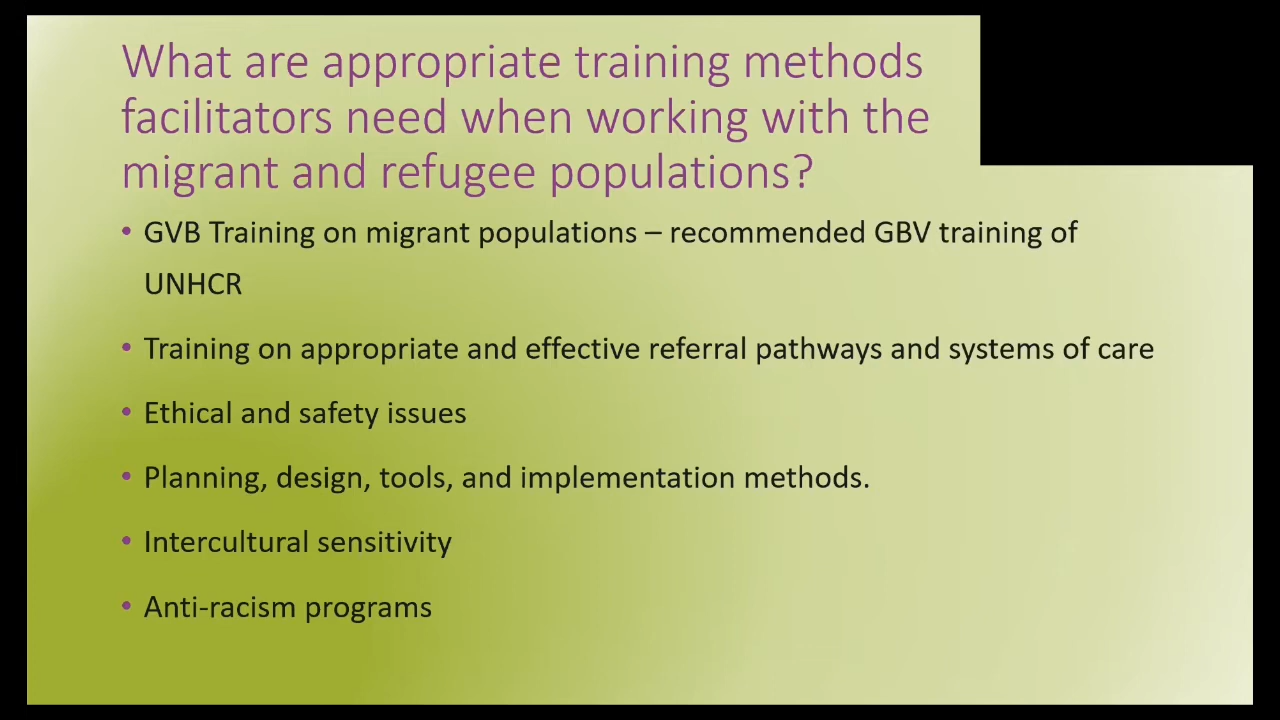 What are appropriate training methods
facilitators need when working with the
migrant and refugee populations?
• GVB Training on migrant populations – recommended GBV training of
UNHCR
• Training on appropriate and effective referral pathways and systems of care
• Ethical and safety issues
• Planning, design, tools, and implementation methods.
• Intercultural sensitivity
• Anti-racism programs